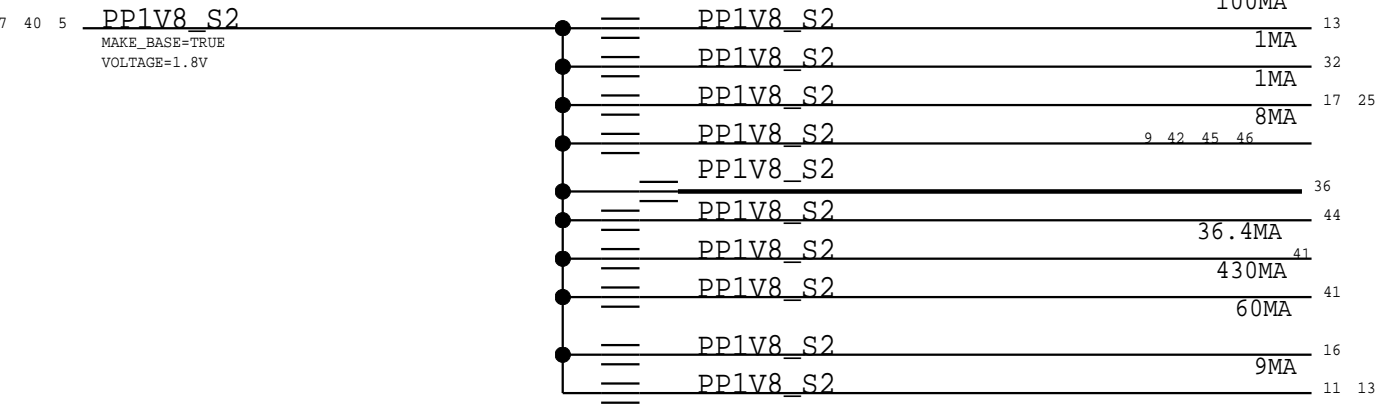 100MA
7 40 5 PP1V8_S2 PP1V8_S2 13
MAKE_BASE=TRUE 1MA
VOLTAGE=1.8V PP1V8_S2 32
1MA
PP1V8_S2 17 25
8MA
PP1V8_S2 9 42 45 46
PP1V8_S2 36
PP1V8_S2 44
36.4MA
PP1V8_S2 41
430MA
PP1V8_S2 41
60MA
PP1V8_S2 16
9MA
PP1V8_S2 11 13